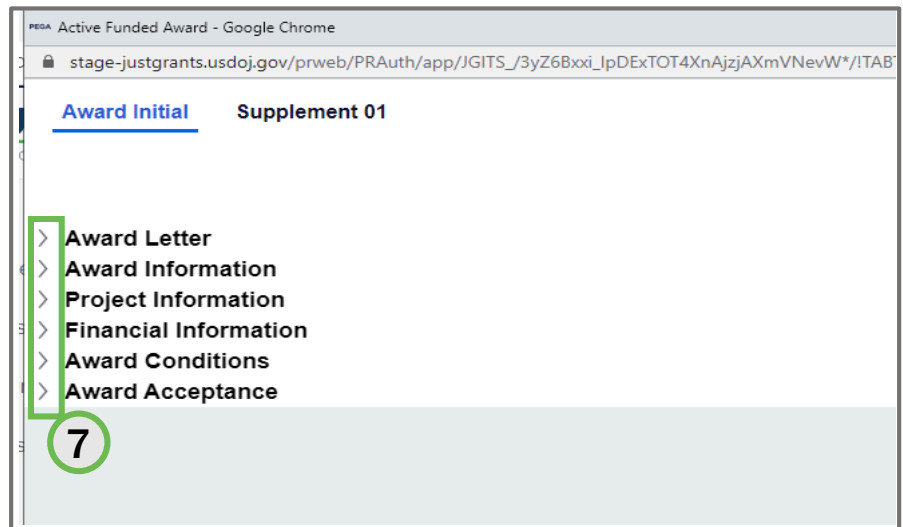 PEGA Active Funded Award - Google Chrome
stage-justgrants.usdoj.gov/prweb/PRAuth/app/JGITS_/3yZ6Bxxi_IpDExTOT4XnAjzjAXmVNevW*/!TAB
Award Initial Supplement 01
> Award Letter
> Award Information
> Project Information
> Financial Information
> Award Conditions
> Award Acceptance
7